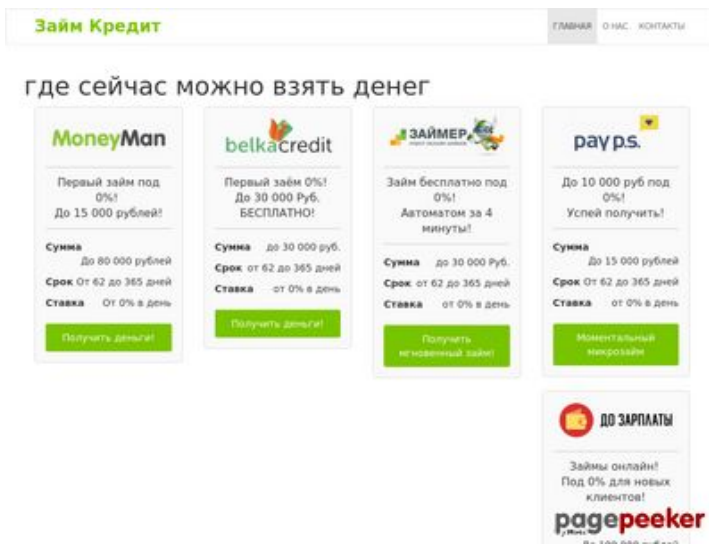 Займ Кредит
ГЛАВНАЯ О НАС КОНТАКТЫ
где сейчас можно взять денег
MoneyMan
Первый займ под
0%!
До 15 000 рублей!
Сумма
До 80 000 рублей
Срок От 62 до 365 дней
Ставка От 0% в день
Получить деньги!
belkacredit
Первый заём 0%!
До 30 000 Руб.
БЕСПЛАТНО!
Сумма до 30 000 руб.
Срок от 62 до 365 дней
Ставка от 0% в день
Получить деньги!
ЗАЙМЕР
Займ бесплатно под
0%!
Автоматом за 4
минуты!
Сумма до 30 000 Руб.
Срок от 62 до 365 дней
Ставка от 0% в день
Получить
мгновенный займ!
pay p.s.
До 10 000 руб под
0%!
Успей получить!
Сумма
До 15 000 рублей
Срок От 62 до 365 дней
Ставка от 0% в день
Моментальный
микрозайм
ДО ЗАРПЛАТЫ
Займы онлайн!
Под 0% для новых
клиентов!
pagepeeker